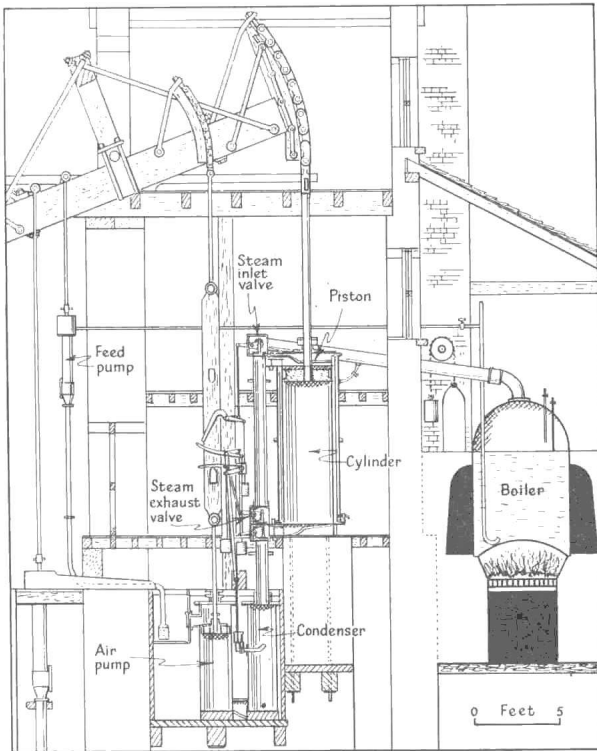 Steam
inlet
valve
Piston
Feed
pump
Cylinder
Steam
exhaust
valve
Boiler
Condenser
Air
pump
0 Feet 5